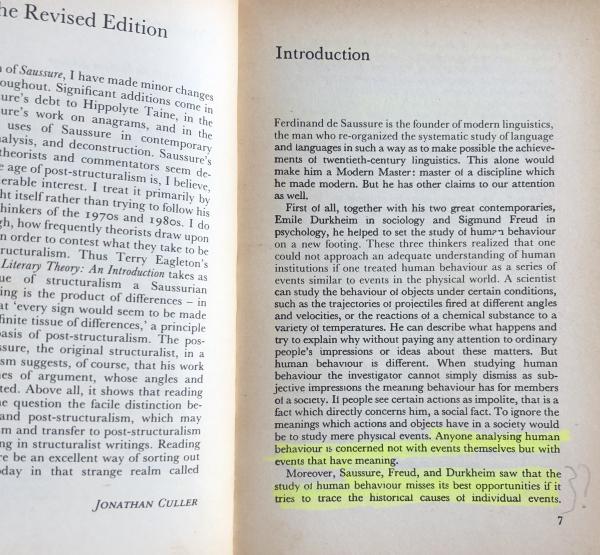 he Revised Edition
n of Saussure, I have made minor changes
oughout. Significant additions come in
ure's debt to Hippolyte Taine, in the
ure's work on anagrams, and in the
uses of Saussure in contemporary
alysis, and deconstruction. Saussure's
theorists and commentators seem de-
e age of post-structuralism is, I believe,
erable interest. I treat it primarily by
ht itself rather than trying to follow his
hinkers of the 1970s and 1980s. I do
gh, how frequently theorists draw upon
n order to contest what they take to be
ructuralism. Thus Terry Eagleton's
Literary Theory: An Introduction takes as
ue of structuralism a Saussurian
ing is the product of differences – in
at 'every sign would seem to be made
finite tissue of differences,' a principle
asis of post-structuralism. The pos-
ssure, the original structuralist, in a
ism suggests, of course, that his work
es of argument, whose angles and
ted. Above all, it shows that reading
e question the facile distinction be-
and post-structuralism, which may
sm and transfer to post-structuralism
ng in structuralist writings. Reading
re be an excellent way of sorting out
oday in that strange realm called
JONATHAN CULLER
Introduction
Ferdinand de Saussure is the founder of modern linguistics,
the man who re-organized the systematic study of language
and languages in such a way as to make possible the achieve-
ments of twentieth-century linguistics. This alone would
make him a Modern Master: master of a discipline which
he made modern. But he has other claims to our attention
as well.
First of all, together with his two great contemporaries,
Emile Durkheim in sociology and Sigmund Freud in
psychology, he helped to set the study of human behaviour
on a new footing. These three thinkers realized that one
could not approach an adequate understanding of human
institutions if one treated human behaviour as a series of
events similar to events in the physical world. A scientist
can study the behaviour of objects under certain conditions,
such as the trajectories of projectiles fired at different angles
and velocities, or the reactions of a chemical substance to a
variety of temperatures. He can describe what happens and
try to explain why without paying any attention to ordinary
people's impressions or ideas about these matters. But
human behaviour is different. When studying human
behaviour the investigator cannot simply dismiss as sub-
jective impressions the meaning behaviour has for members
of a society. If people see certain actions as impolite, that is a
fact which directly concerns him, a social fact. To ignore the
meanings which actions and objects have in a society would
be to study mere physical events. Anyone analysing human
behaviour is concerned not with events themselves but with
events that have meaning.
Moreover, Saussure, Freud, and Durkheim saw that the
study of human behaviour misses its best opportunities if it
tries to trace the historical causes of individual events.
7